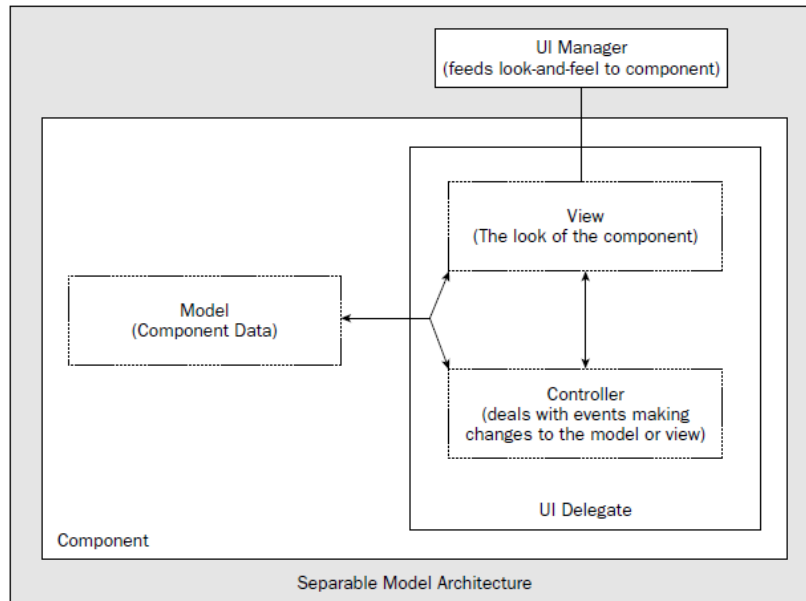 UI Manager
(feeds look-and-feel to component)
View
(The look of the component)
Model
(Component Data)
Controller
(deals with events making
changes to the model or view)
UI Delegate
Component
Separable Model Architecture